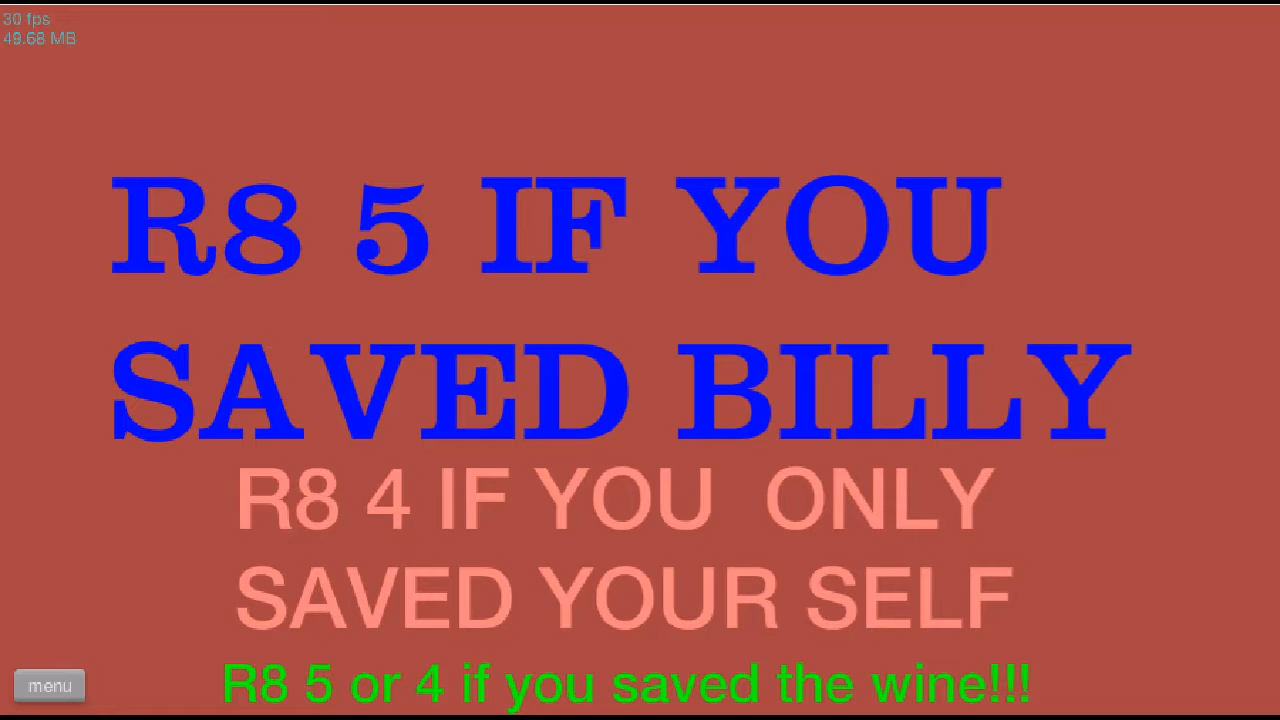 30 fps
49.68 MB
R8 5 IF YOU
SAVED BILLY
R8 4 IF YOU  ONLY
SAVED YOUR SELF
R8 5 or 4 if you saved the wine!!!
menu